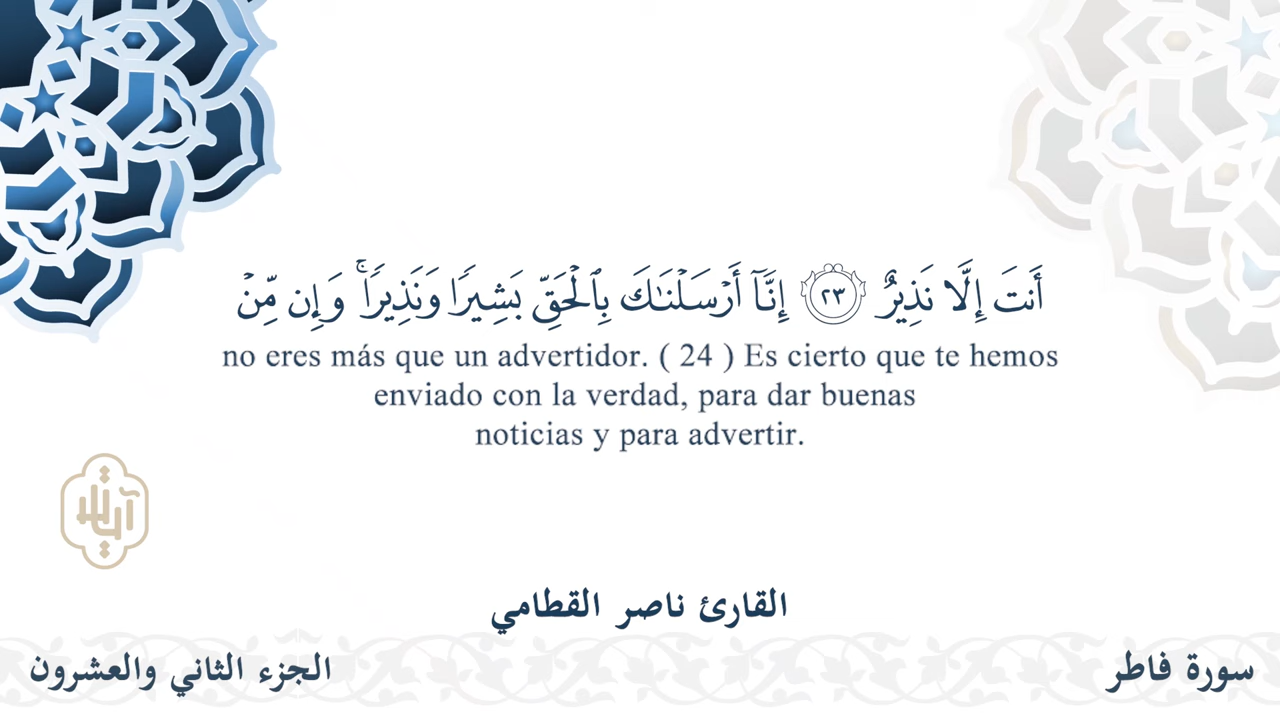 أَنتَ إِلَّا نَذِيرٌ ٢٣ إِنَّآ أَرۡسَلۡنَٰكَ بِٱلۡحَقِّ بَشِيرٗا وَنَذِيرٗاۚ وَإِن مِّنۡ
no eres más que un advertidor. ( 24 ) Es cierto que te hemos
enviado con la verdad, para dar buenas
noticias y para advertir.
آيات
القارئ ناصر القطامي
سورة فاطر
الجزء الثاني والعشرون